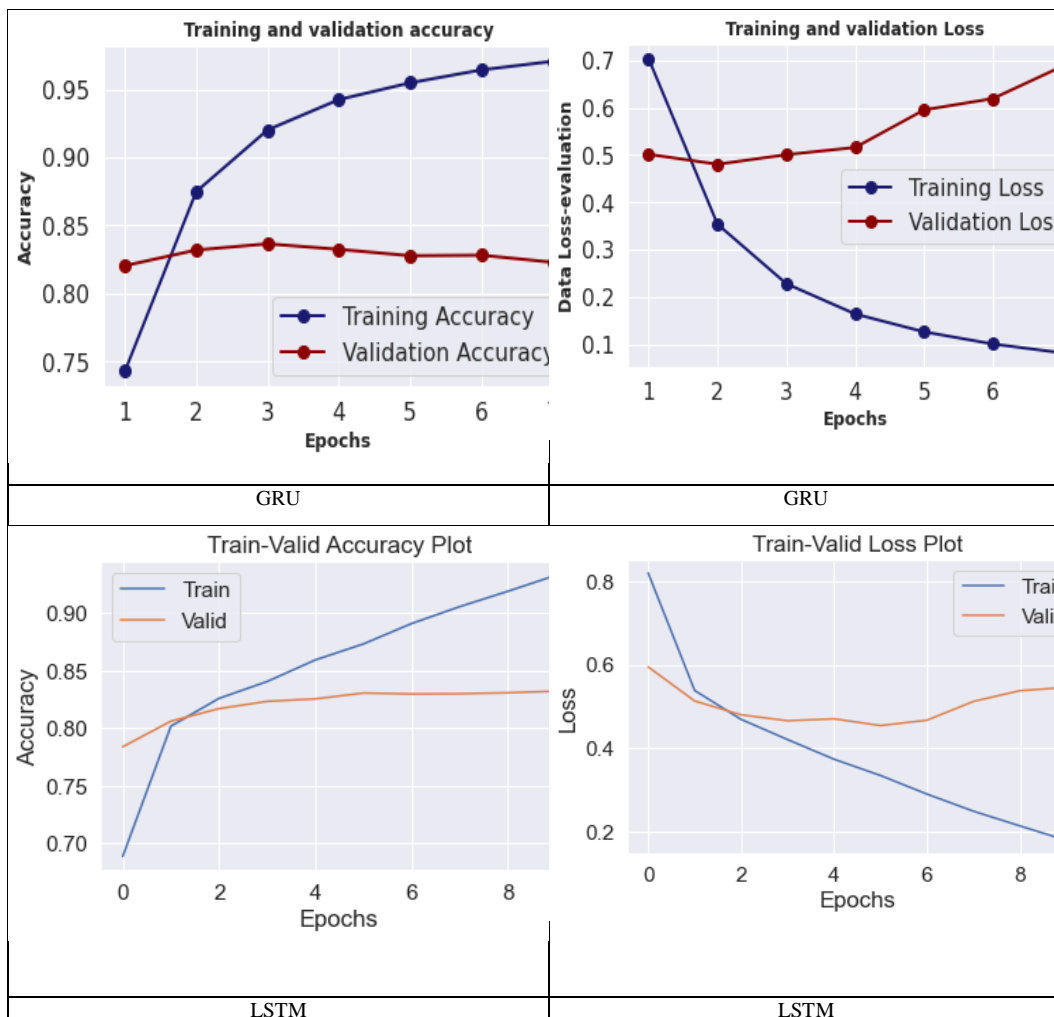 Training and validation accuracy
0.95
0.90
0.85
0.80
0.75
Accuracy
Training Accuracy
Validation Accuracy
1 2 3 4 5 6
Epochs
Training and validation Loss
0.7
0.6
0.5
0.4
0.3
0.2
0.1
Data Loss-evaluation
Training Loss
Validation Los
1 2 3 4 5 6
Epochs
GRU
GRU
Train-Valid Accuracy Plot
Train
Valid
0.90
0.85
0.80
0.75
0.70
Accuracy
0 2 4 6 8
Epochs
Train-Valid Loss Plot
Trai
Vali
0.8
0.6
0.4
0.2
Loss
0 2 4 6 8
Epochs
LSTM
LSTM